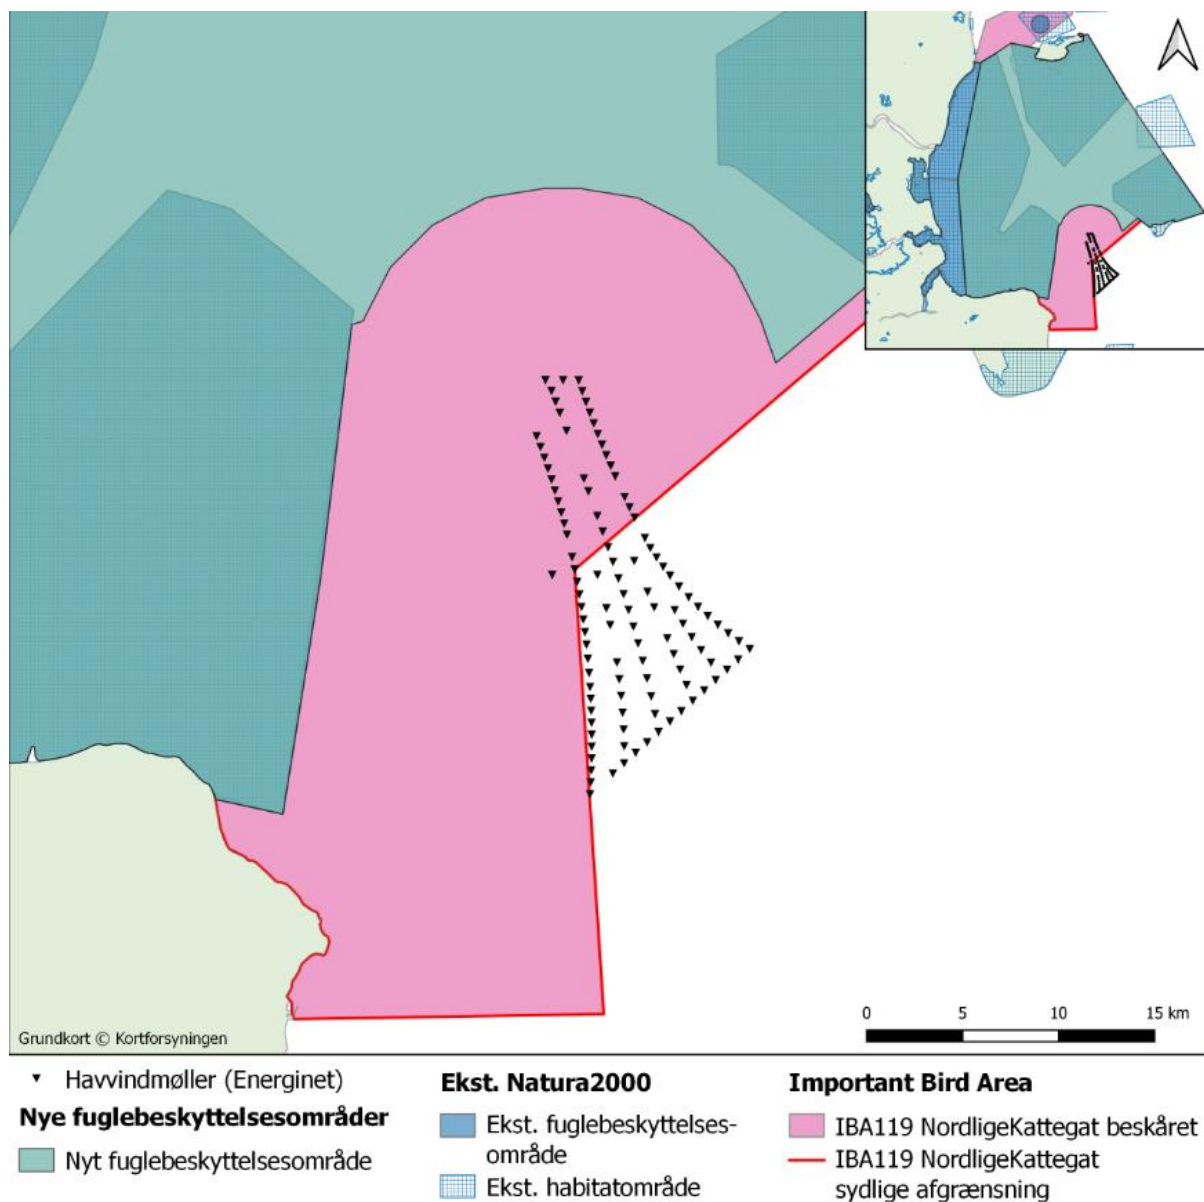 Grundkort © Kortforsyningen
0 5 10 15 km
Havvindmøller (Energinet)
Nye fuglebeskyttelsesområder
Nyt fuglebeskyttelsesområde
Ekst. Natura2000
Ekst. fuglebeskyttelses-
område
Ekst. habitatområde
Important Bird Area
IBA119 NordligeKattegat beskåret
IBA119 NordligeKattegat
sydlige afgrænsning